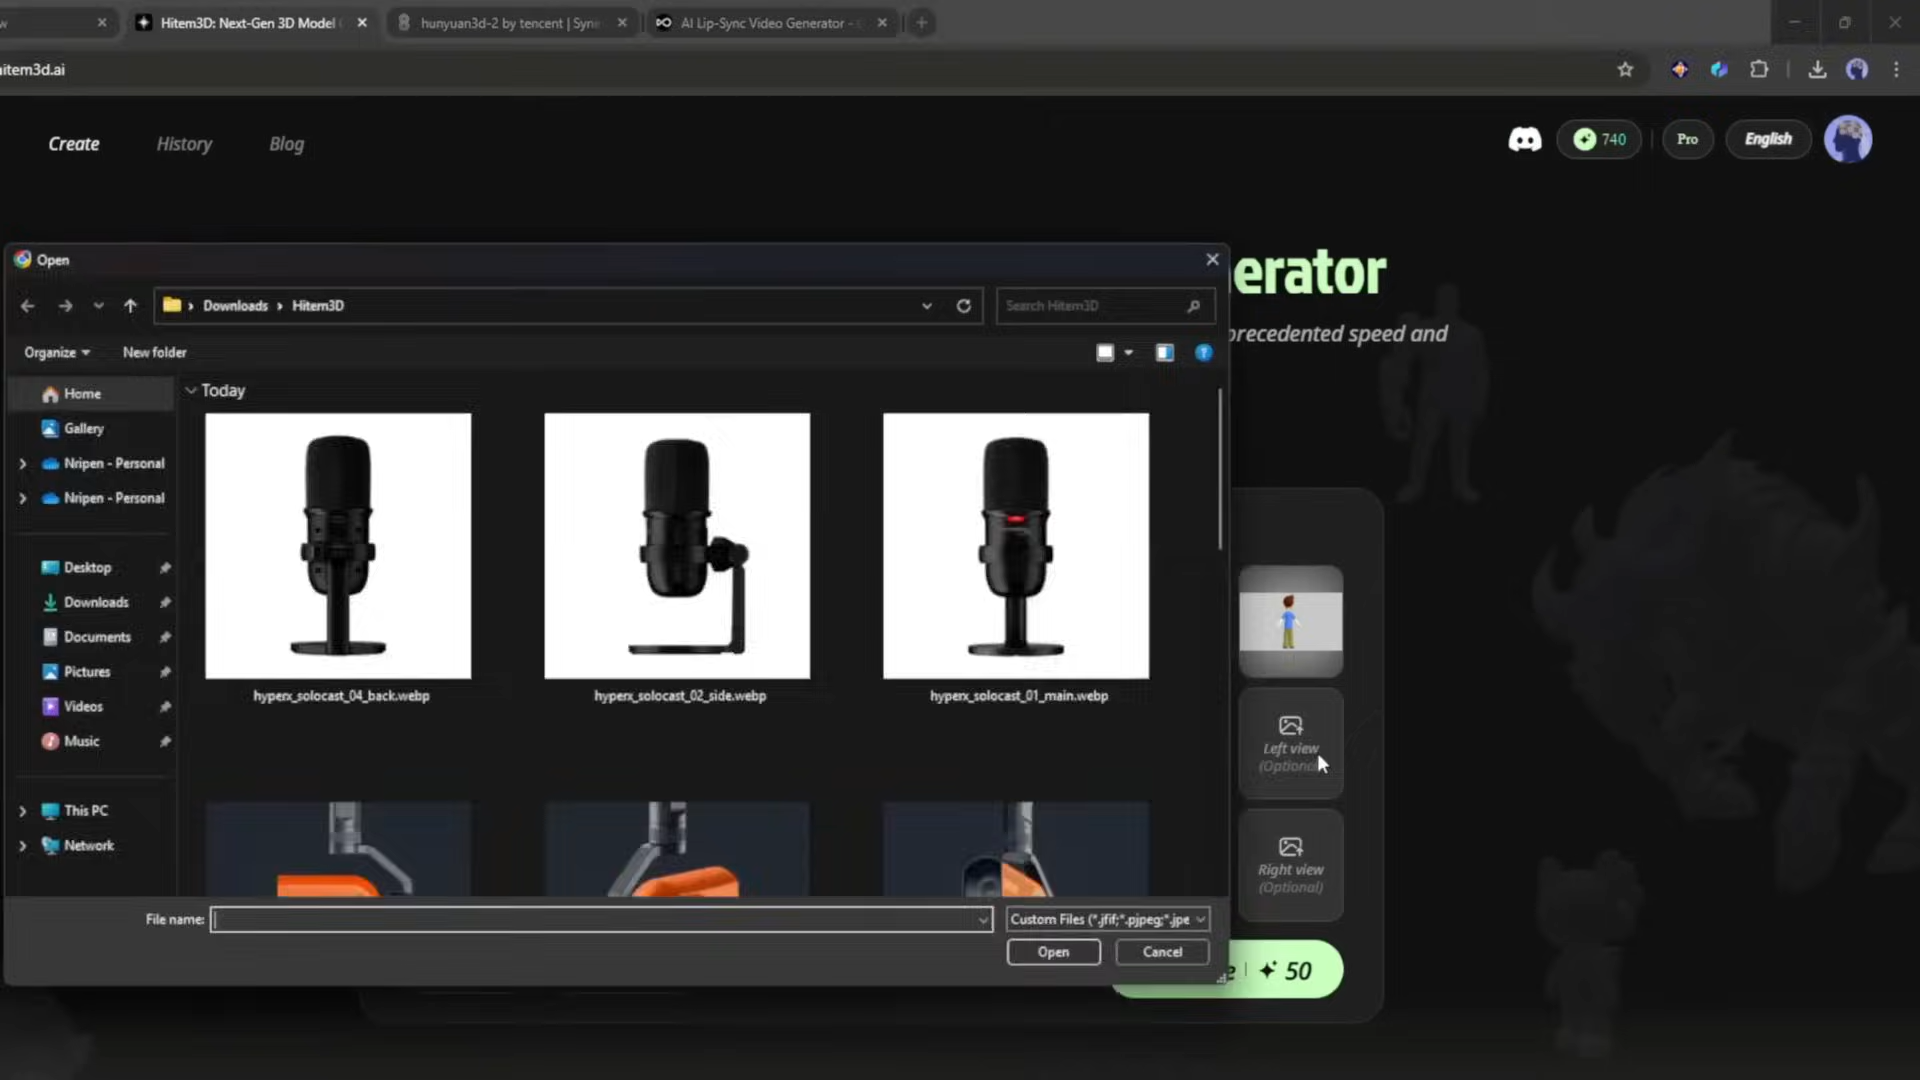 w
Hitem3D: Next-Gen 3D Model
hunyuan3d-2 by tencent | Syn
AI Lip-Sync Video Generator -
item3d.ai
Create
History
Blog
740
Pro
English
Open
Downloads
Hitem3D
Search Hitem3D
erator
precedented speed and
Organize
New folder
Home
Today
Gallery
Nripen - Personal
Nripen - Personal
Desktop
Downloads
Documents
Pictures
Videos
Music
This PC
Network
hyperx_solocast_04_back.webp
hyperx_solocast_02_side.webp
hyperx_solocast_01_main.webp
Left view
(Optional
Right view
(Optional)
File name:
Custom Files (*.jfif;*.pjpeg;*.jpe
Open
Cancel
e | 50